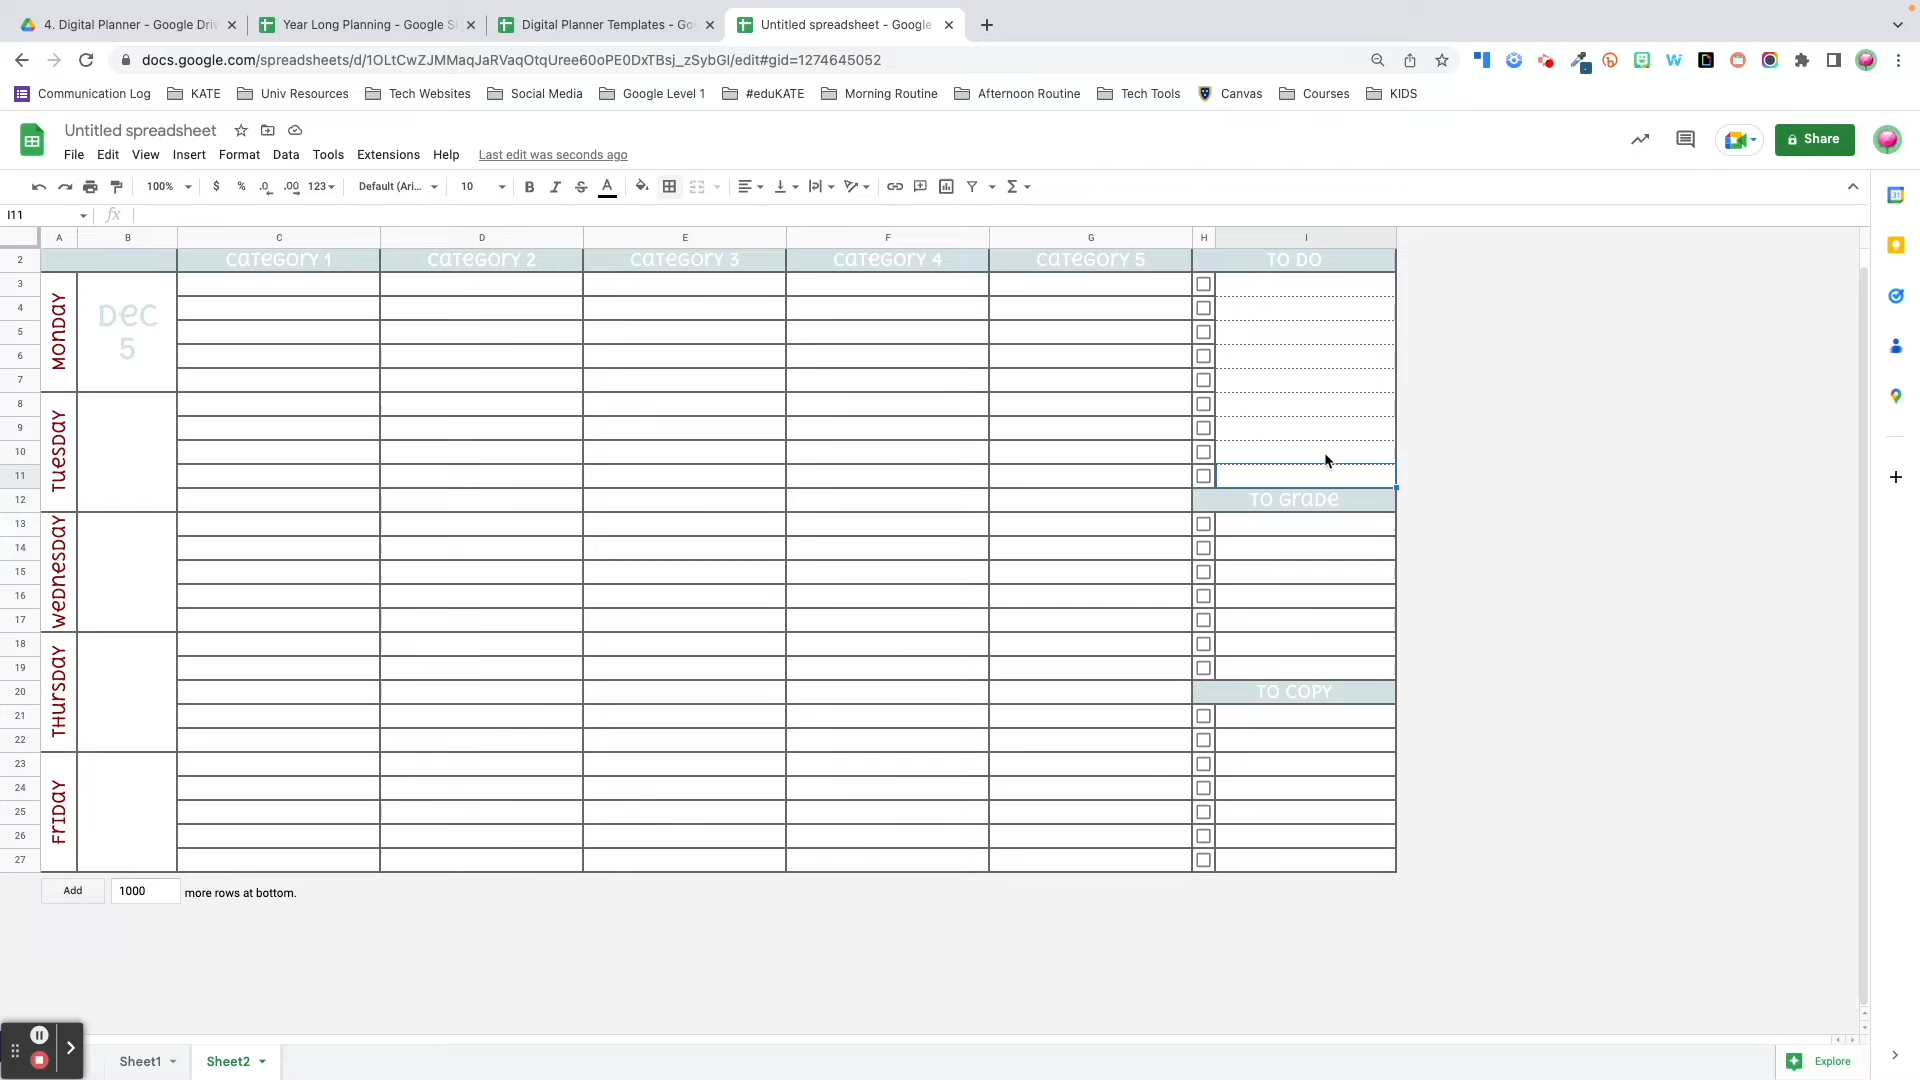 4. Digital Planner - Google Driv
Year Long Planning - Google S
Digital Planner Templates - Go
Untitled spreadsheet - Google
docs.google.com/spreadsheets/d/1OLtCwZJMMaqJaRVaqOtqUree60oPE0DxTBsj_zSybGI/edit#gid=1274645052
Communication Log KATE Univ Resources Tech Websites Social Media Google Level 1 #eduKATE Morning Routine Afternoon Routine Tech Tools Canvas Courses KIDS
Untitled spreadsheet
Share
File Edit View Insert Format Data Tools Extensions Help Last edit was seconds ago
100% $ % .0 .00 123 Default (Ari... 10 B I S A
I11 fx
A B C D E F G H I
2 CATEGORY 1 CATEGORY 2 CATEGORY 3 CATEGORY 4 CATEGORY 5 TO DO
MONDAY
DEC
5
3
4
5
6
7
TUESDAY
8
9
10
11
12 TO GRADE
WEDNESDAY
13
14
15
16
17
THURSDAY
18
19
20 TO COPY
21
22
FRIDAY
23
24
25
26
27
Add 1000 more rows at bottom.
Sheet1 Sheet2
Explore